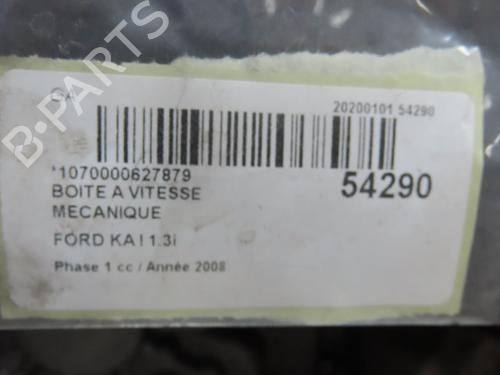 20200101 54290
*1070000627879
BOITE A VITESSE
54290
MECANIQUE
FORD KA I 1.3i
Phase 1 cc / Année 2008
B-PARTS